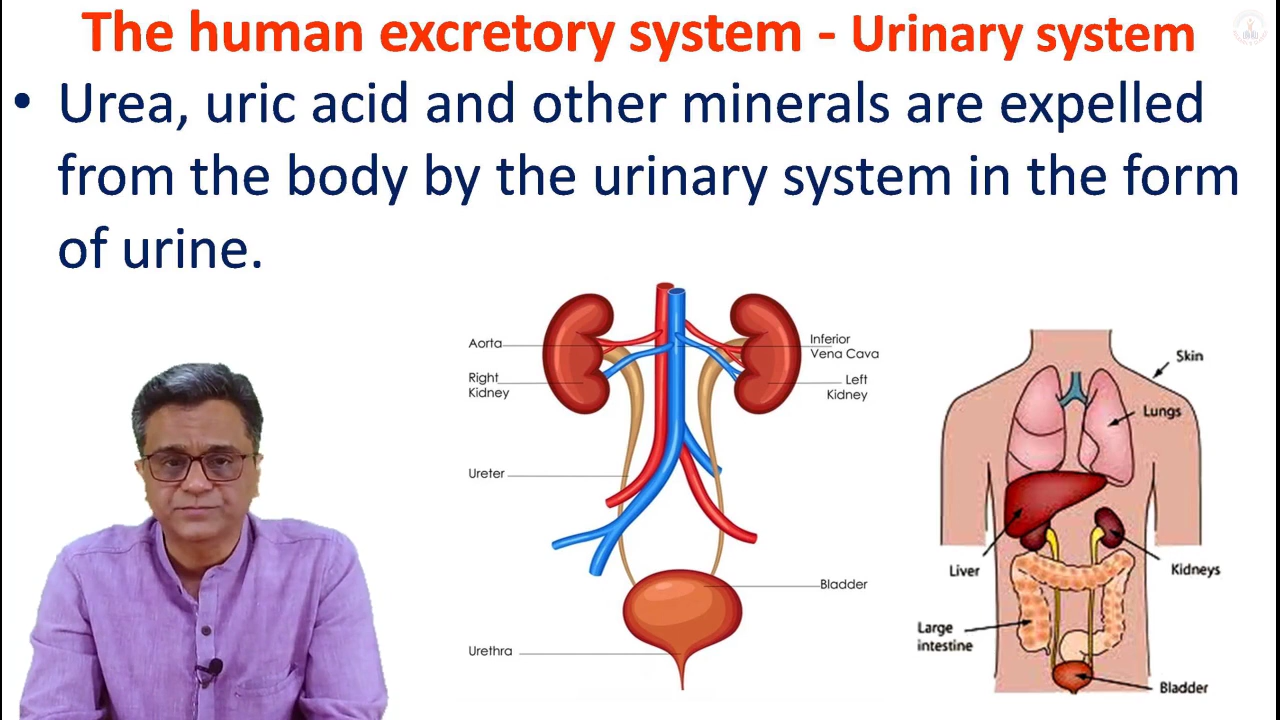 The human excretory system - Urinary system
• Urea, uric acid and other minerals are expelled
from the body by the urinary system in the form
of urine.
Aorta
Right
Kidney
Ureter
Urethra
Inferior
Vena Cava
Left
Kidney
Bladder
Skin
Lungs
Liver
Kidneys
Large
intestine
Bladder